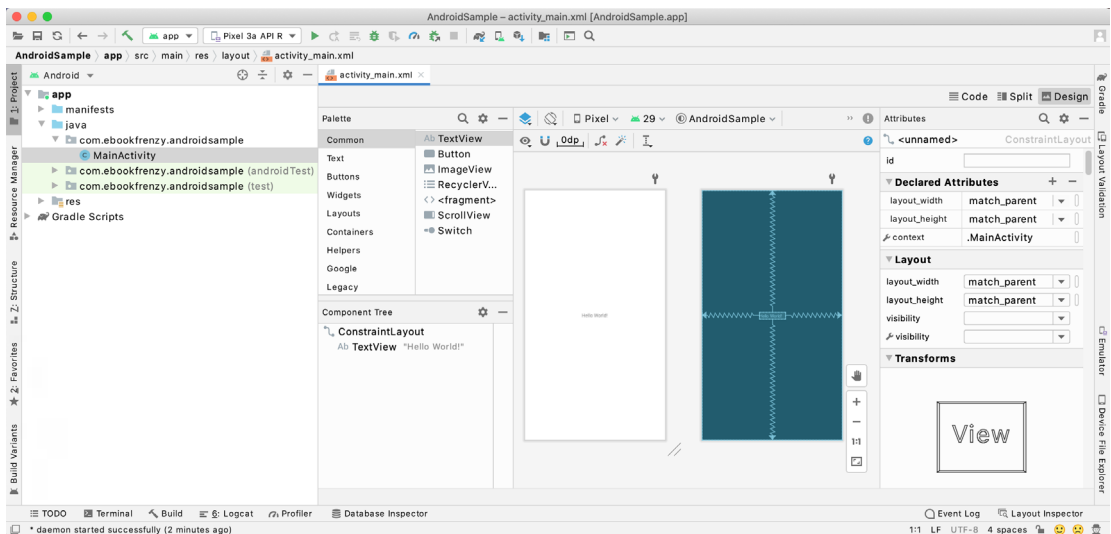 AndroidSample – activity_main.xml [AndroidSample.app]
app
Pixel 3a API R
AndroidSample
app
src
main
res
layout
activity_main.xml
1: Project
Resource Manager
Z: Structure
2: Favorites
Build Variants
Android
app
manifests
java
com.ebookfrenzy.androidsample
MainActivity
com.ebookfrenzy.androidsample (androidTest)
com.ebookfrenzy.androidsample (test)
res
Gradle Scripts
activity_main.xml
Code
Split
Design
Palette
Common
Text
Buttons
Widgets
Layouts
Containers
Helpers
Google
Legacy
Ab TextView
Button
ImageView
RecyclerV...
<> <fragment>
ScrollView
Switch
Component Tree
ConstraintLayout
Ab TextView "Hello World!"
Pixel
29
AndroidSample
0dp
Hello World!
1:1
Attributes
<unnamed> ConstraintLayout
id
Declared Attributes
layout_width match_parent
layout_height match_parent
context .MainActivity
Layout
layout_width match_parent
layout_height match_parent
visibility
visibility
Transforms
View
Gradle
Layout Validation
Emulator
Device File Explorer
TODO
Terminal
Build
6: Logcat
Profiler
Database Inspector
Event Log
Layout Inspector
* daemon started successfully (2 minutes ago)
1:1 LF UTF-8 4 spaces